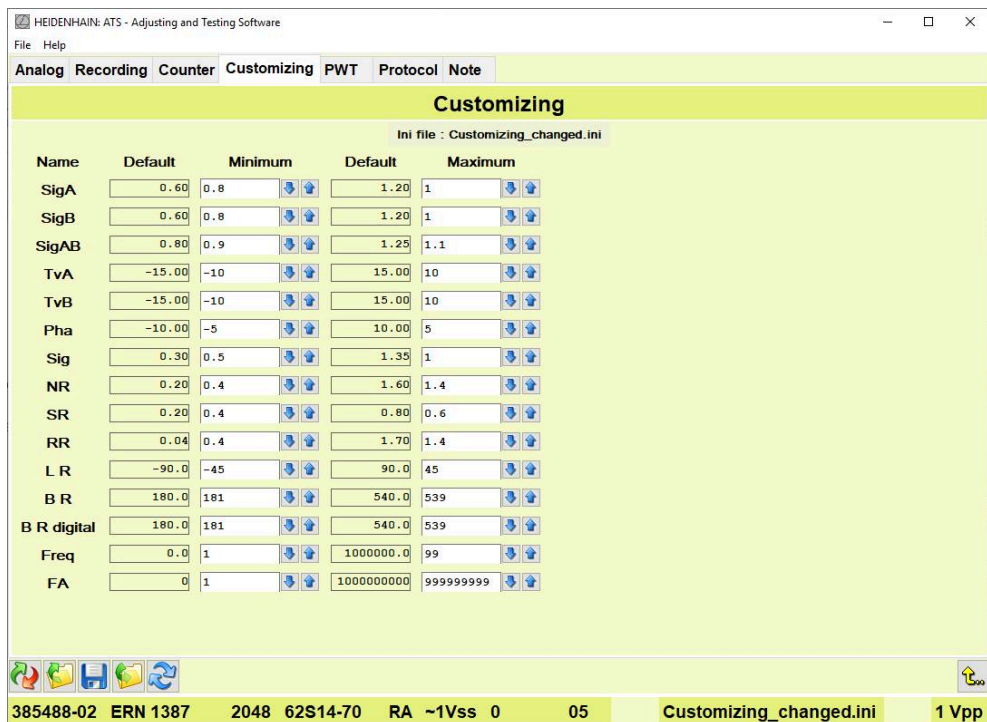 HEIDENHAIN: ATS - Adjusting and Testing Software
File Help
Analog Recording Counter Customizing PWT Protocol Note
Customizing
Ini file : Customizing_changed.ini
Name Default Minimum Default Maximum
SigA 0.60 0.8 1.20 1
SigB 0.60 0.8 1.20 1
SigAB 0.80 0.9 1.25 1.1
TvA -15.00 -10 15.00 10
TvB -15.00 -10 15.00 10
Pha -10.00 -5 10.00 5
Sig 0.30 0.5 1.35 1
NR 0.20 0.4 1.60 1.4
SR 0.20 0.4 0.80 0.6
RR 0.04 0.4 1.70 1.4
L R -90.0 -45 90.0 45
B R 180.0 181 540.0 539
B R digital 180.0 181 540.0 539
Freq 0.0 1 1000000.0 99
FA 0 1 1000000000 999999999
385488-02 ERN 1387 2048 62S14-70 RA ~1Vss 0 05 Customizing_changed.ini 1 Vpp